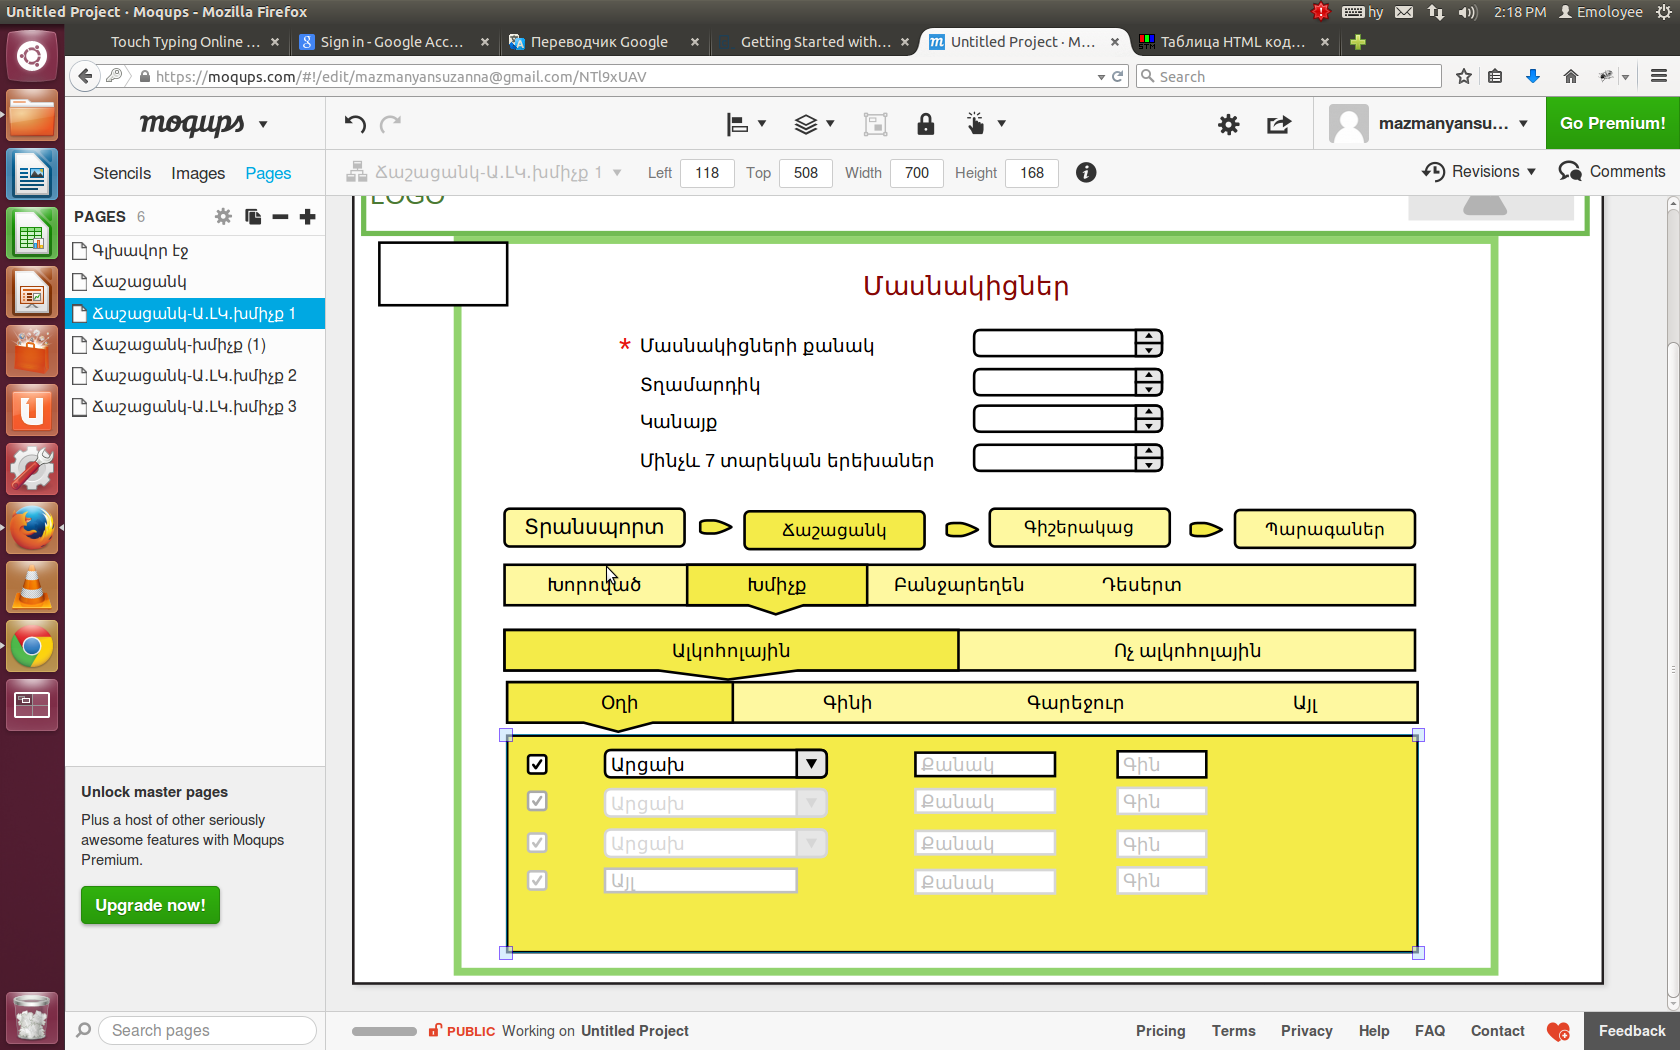 Untitled Project · Moqups - Mozilla Firefox
hy 2:18 PM Emoloyee
Touch Typing Online ...
Sign in - Google Acc...
Переводчик Google
Getting Started with...
Untitled Project · M...
Таблица HTML код...
https://moqups.com/#!/edit/mazmanyansuzanna@gmail.com/NTl9xUAV
Search
moqups
mazmanyansu...
Go Premium!
Stencils Images Pages
Ճաշացանկ-Ա.ԼԿ.խմիչք 1
Left 118 Top 508 Width 700 Height 168
Revisions
Comments
PAGES 6
Գլխավոր էջ
Ճաշացանկ
Ճաշացանկ-Ա.ԼԿ.խմիչք 1
Ճաշացանկ-խմիչք (1)
Ճաշացանկ-Ա.ԼԿ.խմիչք 2
Ճաշացանկ-Ա.ԼԿ.խմիչք 3
Unlock master pages
Plus a host of other seriously
awesome features with Moqups
Premium.
Upgrade now!
Search pages
LOGO
Մասնակիցներ
* Մասնակիցների քանակ
Տղամարդիկ
Կանայք
Մինչև 7 տարեկան երեխաներ
Տրանսպորտ
Ճաշացանկ
Գիշերակաց
Պարագաներ
Խորոված
Խմիչք
Բանջարեղեն
Դեսերտ
Ալկոհոլային
Ոչ ալկոհոլային
Օղի
Գինի
Գարեջուր
Այլ
Արցախ Քանակ Գին
Արցախ Քանակ Գին
Արցախ Քանակ Գին
Այլ Քանակ Գին
PUBLIC Working on Untitled Project
Pricing Terms Privacy Help FAQ Contact
Feedback